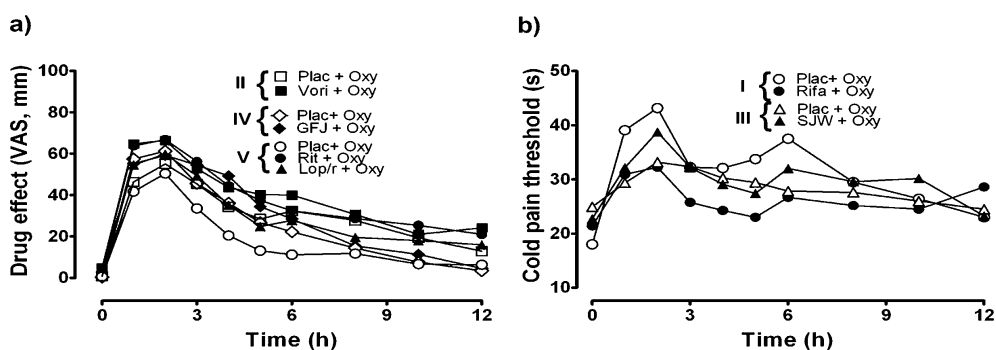 a)
Drug effect (VAS, mm)
100
80
60
40
20
0
0 3 6 9 12
Time (h)
II { Plac + Oxy
Vori + Oxy
IV { Plac+ Oxy
GFJ + Oxy
V { Plac+ Oxy
Rit + Oxy
Lop/r + Oxy
b)
Cold pain threshold (s)
50
40
30
20
10
0 3 6 9 12
Time (h)
I { Plac+ Oxy
Rifa + Oxy
III { Plac + Oxy
SJW + Oxy